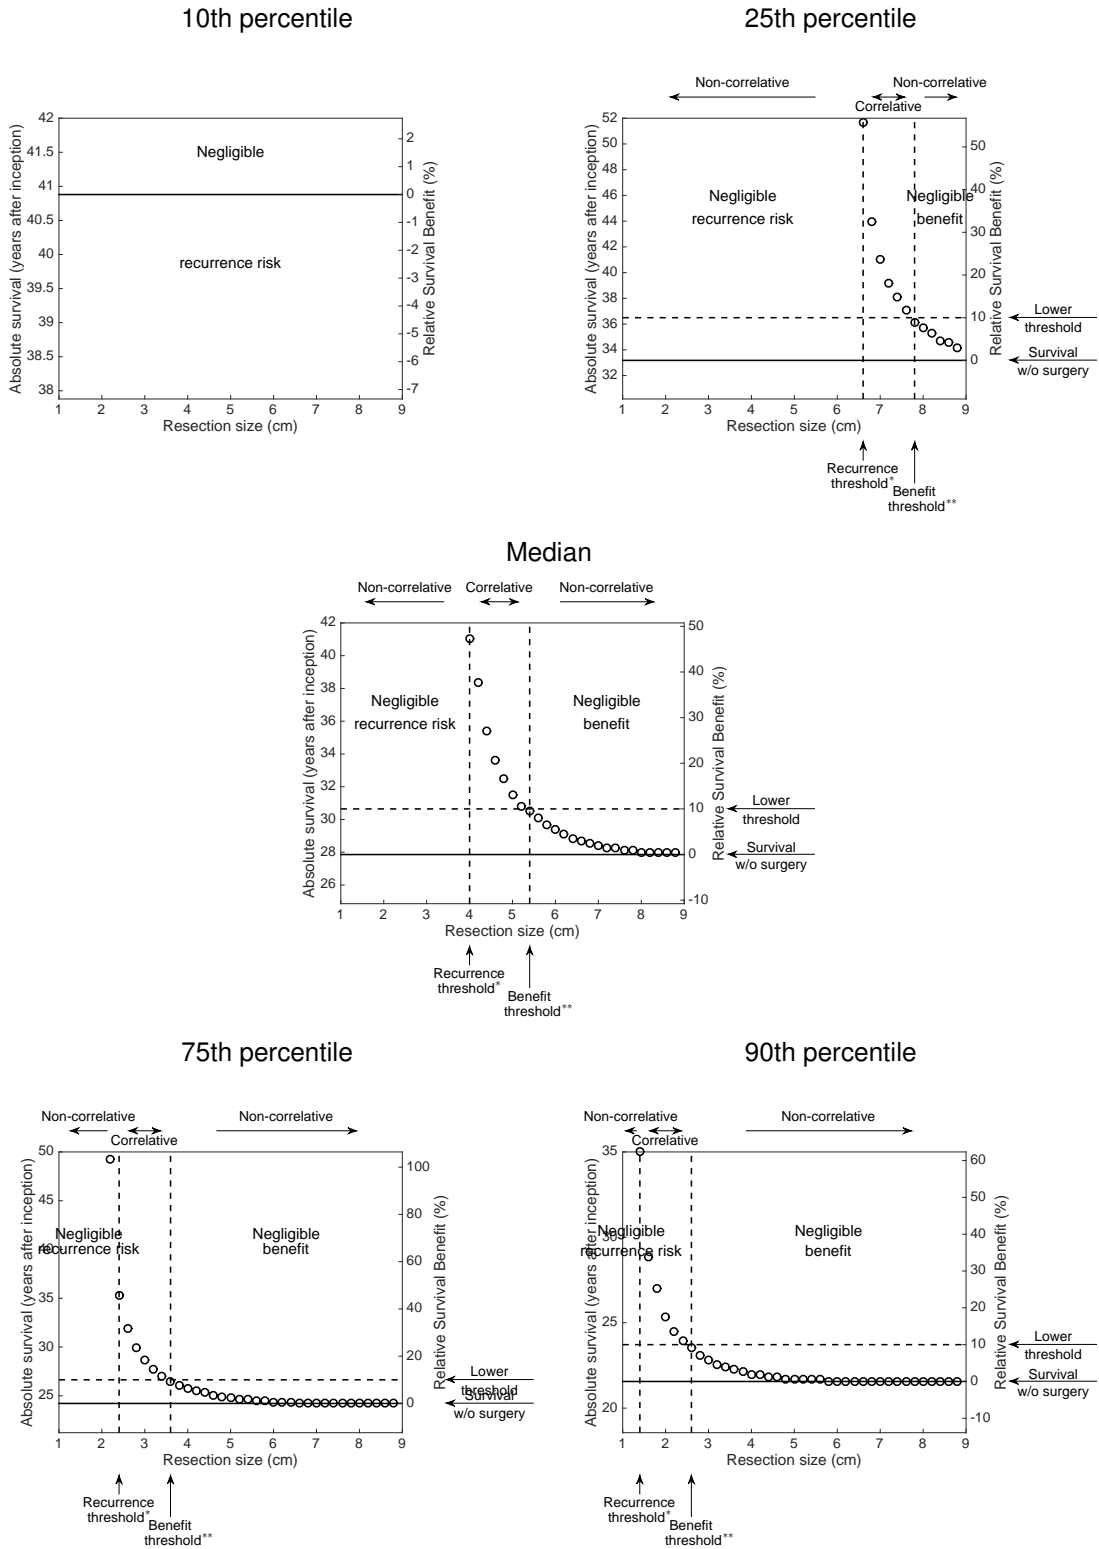 10th percentile
Absolute survival (years after inception)
42
41.5
41
40.5
40
39.5
39
38.5
38
Negligible
recurrence risk
2
1
0
-1
-2
-3
-4
-5
-6
-7
Relative Survival Benefit (%)
1 2 3 4 5 6 7 8 9
Resection size (cm)
25th percentile
Non-correlative
Correlative
Non-correlative
Absolute survival (years after inception)
52
50
48
46
44
42
40
38
36
34
32
Negligible
recurrence risk
Negligible
benefit
50
40
30
20
10
0
Relative Survival Benefit (%)
Lower
threshold
Survival
w/o surgery
1 2 3 4 5 6 7 8 9
Resection size (cm)
Recurrence
threshold*
Benefit
threshold**
Median
Non-correlative
Correlative
Non-correlative
Absolute survival (years after inception)
42
40
38
36
34
32
30
28
26
Negligible
recurrence risk
Negligible
benefit
50
40
30
20
10
0
-10
Relative Survival Benefit (%)
Lower
threshold
Survival
w/o surgery
1 2 3 4 5 6 7 8 9
Resection size (cm)
Recurrence
threshold*
Benefit
threshold**
75th percentile
Non-correlative
Correlative
Non-correlative
Absolute survival (years after inception)
50
45
40
35
30
25
Negligible
recurrence risk
Negligible
benefit
100
80
60
40
20
0
Relative Survival Benefit (%)
Lower
threshold
Survival
w/o surgery
1 2 3 4 5 6 7 8 9
Resection size (cm)
Recurrence
threshold*
Benefit
threshold**
90th percentile
Non-correlative
Correlative
Non-correlative
Absolute survival (years after inception)
35
30
25
20
Negligible
recurrence risk
Negligible
benefit
60
50
40
30
20
10
0
-10
Relative Survival Benefit (%)
Lower
threshold
Survival
w/o surgery
1 2 3 4 5 6 7 8 9
Resection size (cm)
Recurrence
threshold*
Benefit
threshold**